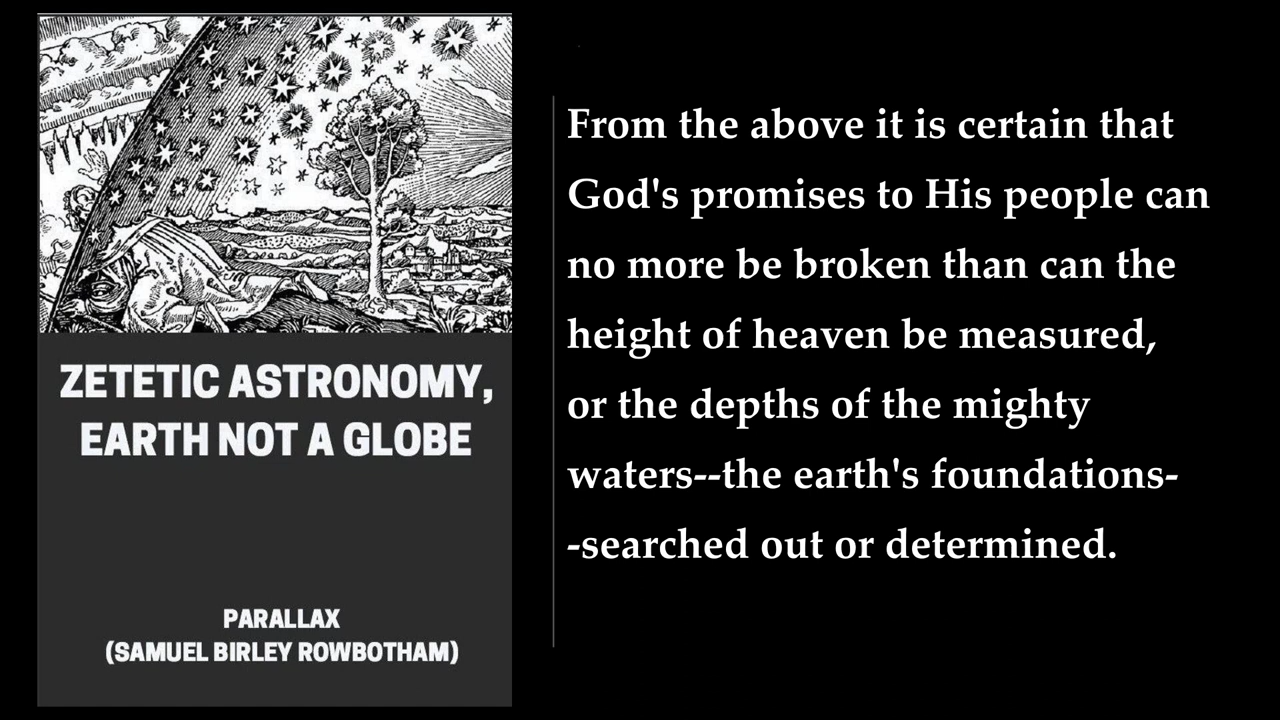 ZETETIC ASTRONOMY,
EARTH NOT A GLOBE
PARALLAX
(SAMUEL BIRLEY ROWBOTHAM)
From the above it is certain that
God's promises to His people can
no more be broken than can the
height of heaven be measured,
or the depths of the mighty
waters--the earth's foundations-
-searched out or determined.